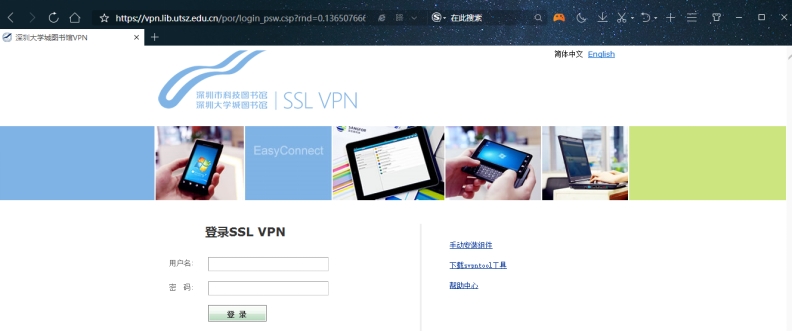 https://vpn.lib.utsz.edu.cn/por/login_psw.csp?rnd=0.136507666
在此搜索
深圳大学城图书馆VPN
简体中文 English
深圳市科技图书馆
深圳大学城图书馆
SSL VPN
EasyConnect
SANGFOR
登录SSL VPN
用户名:
密 码:
登 录
手动安装组件
下载svpntool工具
帮助中心